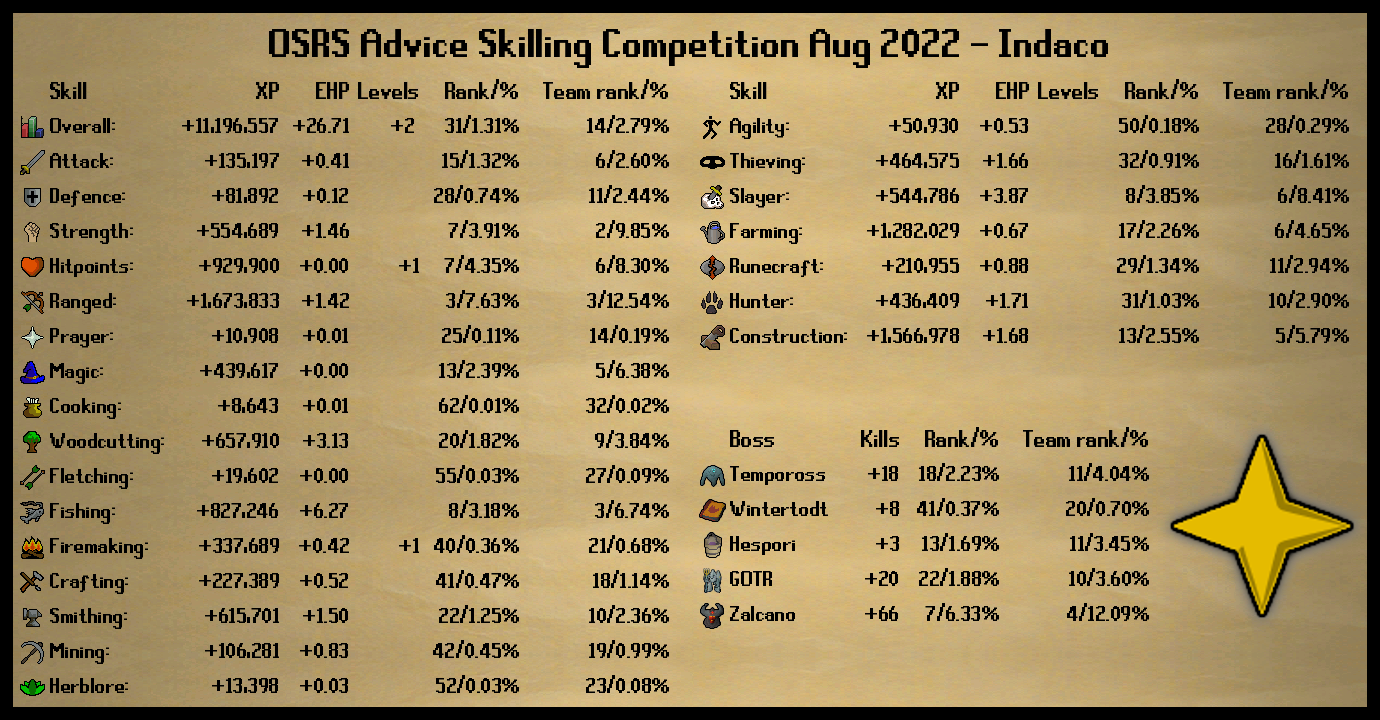 OSRS Advice Skilling Competition Aug 2022 - Indaco
Skill XP EHP Levels Rank/% Team rank/%
Overall: +11,196,557 +26.71 +2 31/1.31% 14/2.79%
Attack: +135,197 +0.41 15/1.32% 6/2.60%
Defence: +81,892 +0.12 28/0.74% 11/2.44%
Strength: +554,689 +1.46 7/3.91% 2/9.85%
Hitpoints: +929,900 +0.00 +1 7/4.35% 6/8.30%
Ranged: +1,673,833 +1.42 3/7.63% 3/12.54%
Prayer: +10,908 +0.01 25/0.11% 14/0.19%
Magic: +439,617 +0.00 13/2.39% 5/6.38%
Cooking: +8,643 +0.01 62/0.01% 32/0.02%
Woodcutting: +657,910 +3.13 20/1.82% 9/3.84%
Fletching: +19,602 +0.00 55/0.03% 27/0.09%
Fishing: +827,246 +6.27 8/3.18% 3/6.74%
Firemaking: +337,689 +0.42 +1 40/0.36% 21/0.68%
Crafting: +227,389 +0.52 41/0.47% 18/1.14%
Smithing: +615,701 +1.50 22/1.25% 10/2.36%
Mining: +106,281 +0.83 42/0.45% 19/0.99%
Herblore: +13,398 +0.03 52/0.03% 23/0.08%
Skill XP EHP Levels Rank/% Team rank/%
Agility: +50,930 +0.53 50/0.18% 28/0.29%
Thieving: +464,575 +1.66 32/0.91% 16/1.61%
Slayer: +544,786 +3.87 8/3.85% 6/8.41%
Farming: +1,282,029 +0.67 17/2.26% 6/4.65%
Runecraft: +210,955 +0.88 29/1.34% 11/2.94%
Hunter: +436,409 +1.71 31/1.03% 10/2.90%
Construction: +1,566,978 +1.68 13/2.55% 5/5.79%
Boss Kills Rank/% Team rank/%
Tempoross +18 18/2.23% 11/4.04%
Wintertodt +8 41/0.37% 20/0.70%
Hespori +3 13/1.69% 11/3.45%
GOTR +20 22/1.88% 10/3.60%
Zalcano +66 7/6.33% 4/12.09%